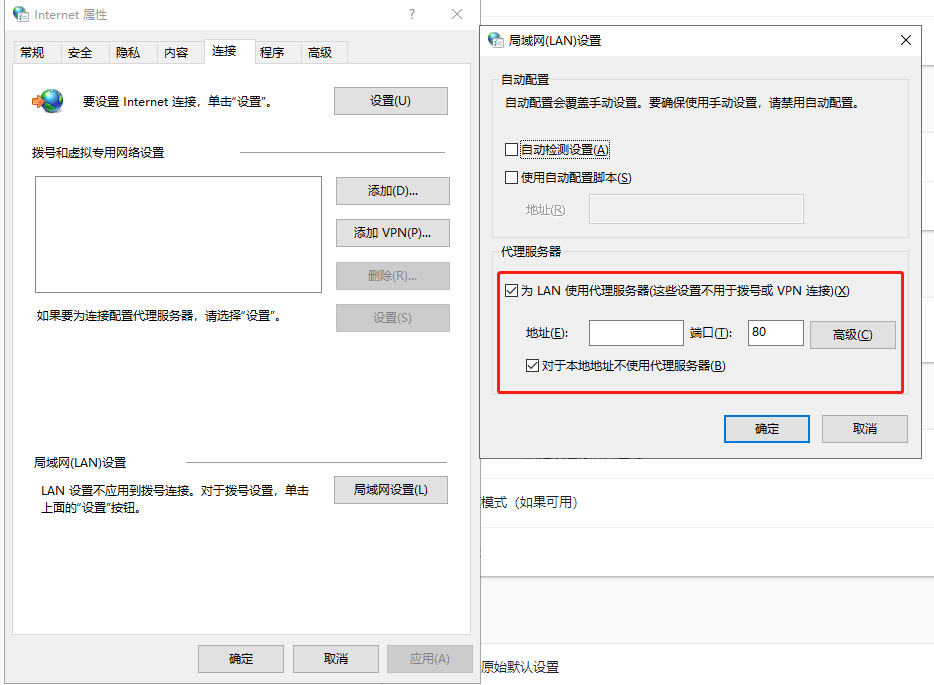 Internet 属性
?
常规
安全
隐私
内容
连接
程序
高级
要设置 Internet 连接，单击“设置”。
设置(U)
拨号和虚拟专用网络设置
添加(D)...
添加 VPN(P)...
删除(R)...
如果要为连接配置代理服务器，请选择“设置”。
设置(S)
局域网(LAN)设置
LAN 设置不应用到拨号连接。对于拨号设置，单击
上面的“设置”按钮。
局域网设置(L)
确定
取消
应用(A)
局域网(LAN)设置
自动配置
自动配置会覆盖手动设置。要确保使用手动设置，请禁用自动配置。
自动检测设置(A)
使用自动配置脚本(S)
地址(R)
代理服务器
为 LAN 使用代理服务器(这些设置不用于拨号或 VPN 连接)(X)
地址(E):
端口(T):
80
高级(C)
对于本地地址不使用代理服务器(B)
确定
取消
模式（如果可用）
原始默认设置